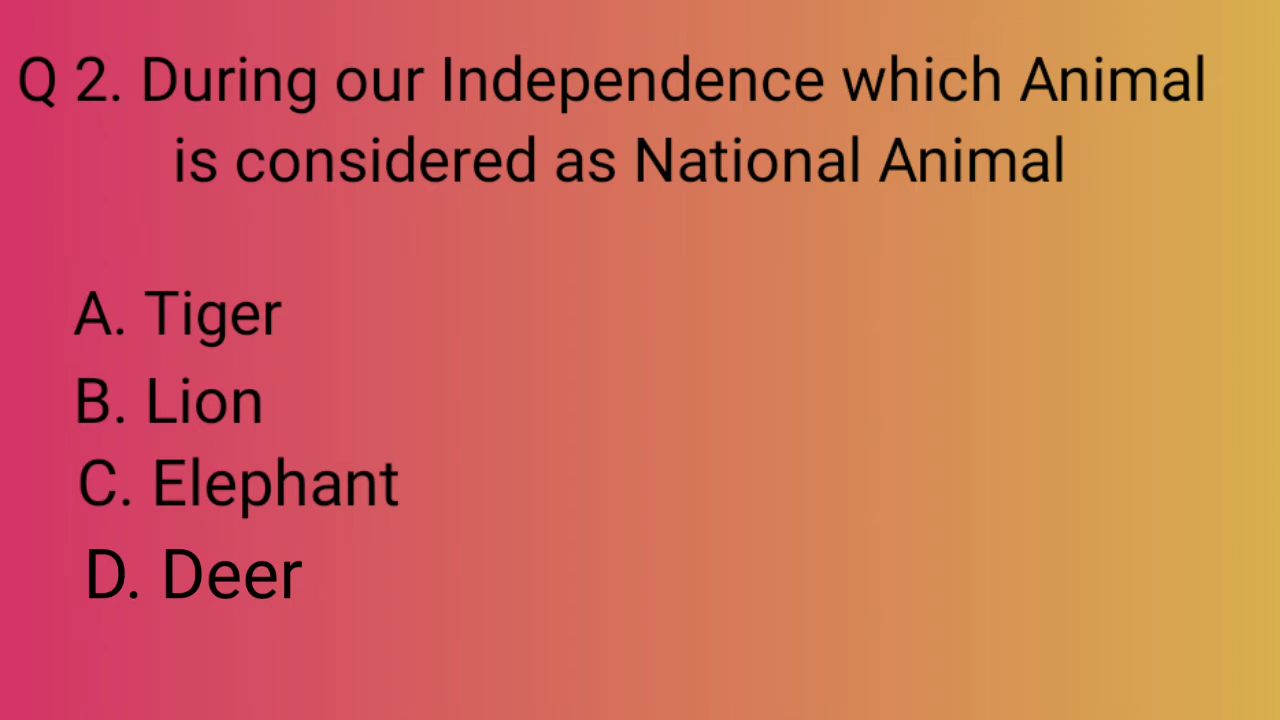 Q 2. During our Independence which Animal
is considered as National Animal
A. Tiger
B. Lion
C. Elephant
D. Deer